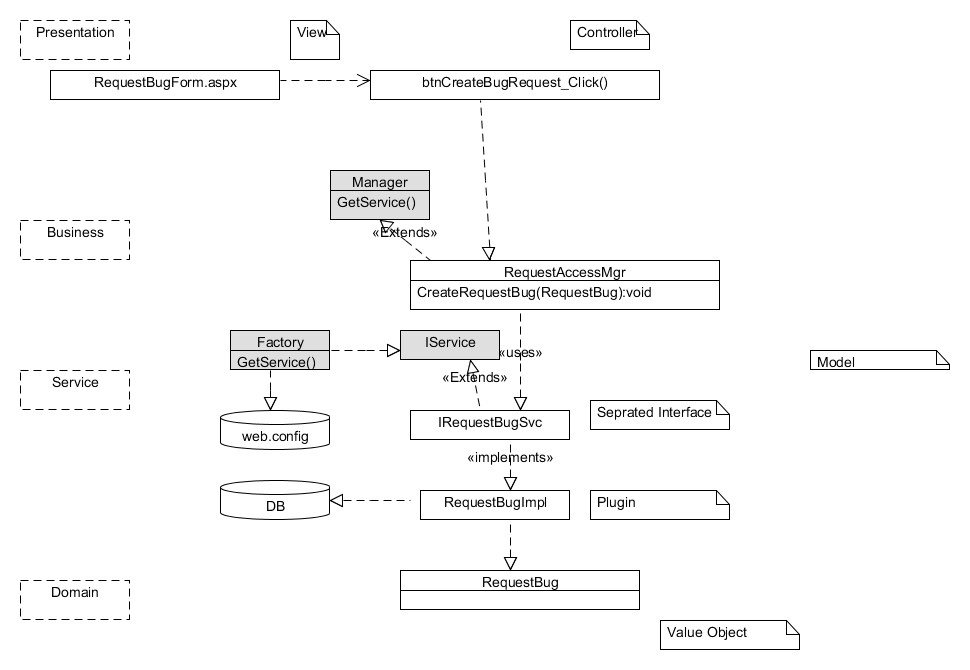 Presentation
View
Controller
RequestBugForm.aspx
btnCreateBugRequest_Click()
Manager
GetService()
Business
«Extends»
RequestAccessMgr
CreateRequestBug(RequestBug):void
Factory
GetService()
IService
«uses»
Model
Service
«Extends»
web.config
IRequestBugSvc
Seprated Interface
«implements»
DB
RequestBugImpl
Plugin
Domain
RequestBug
Value Object